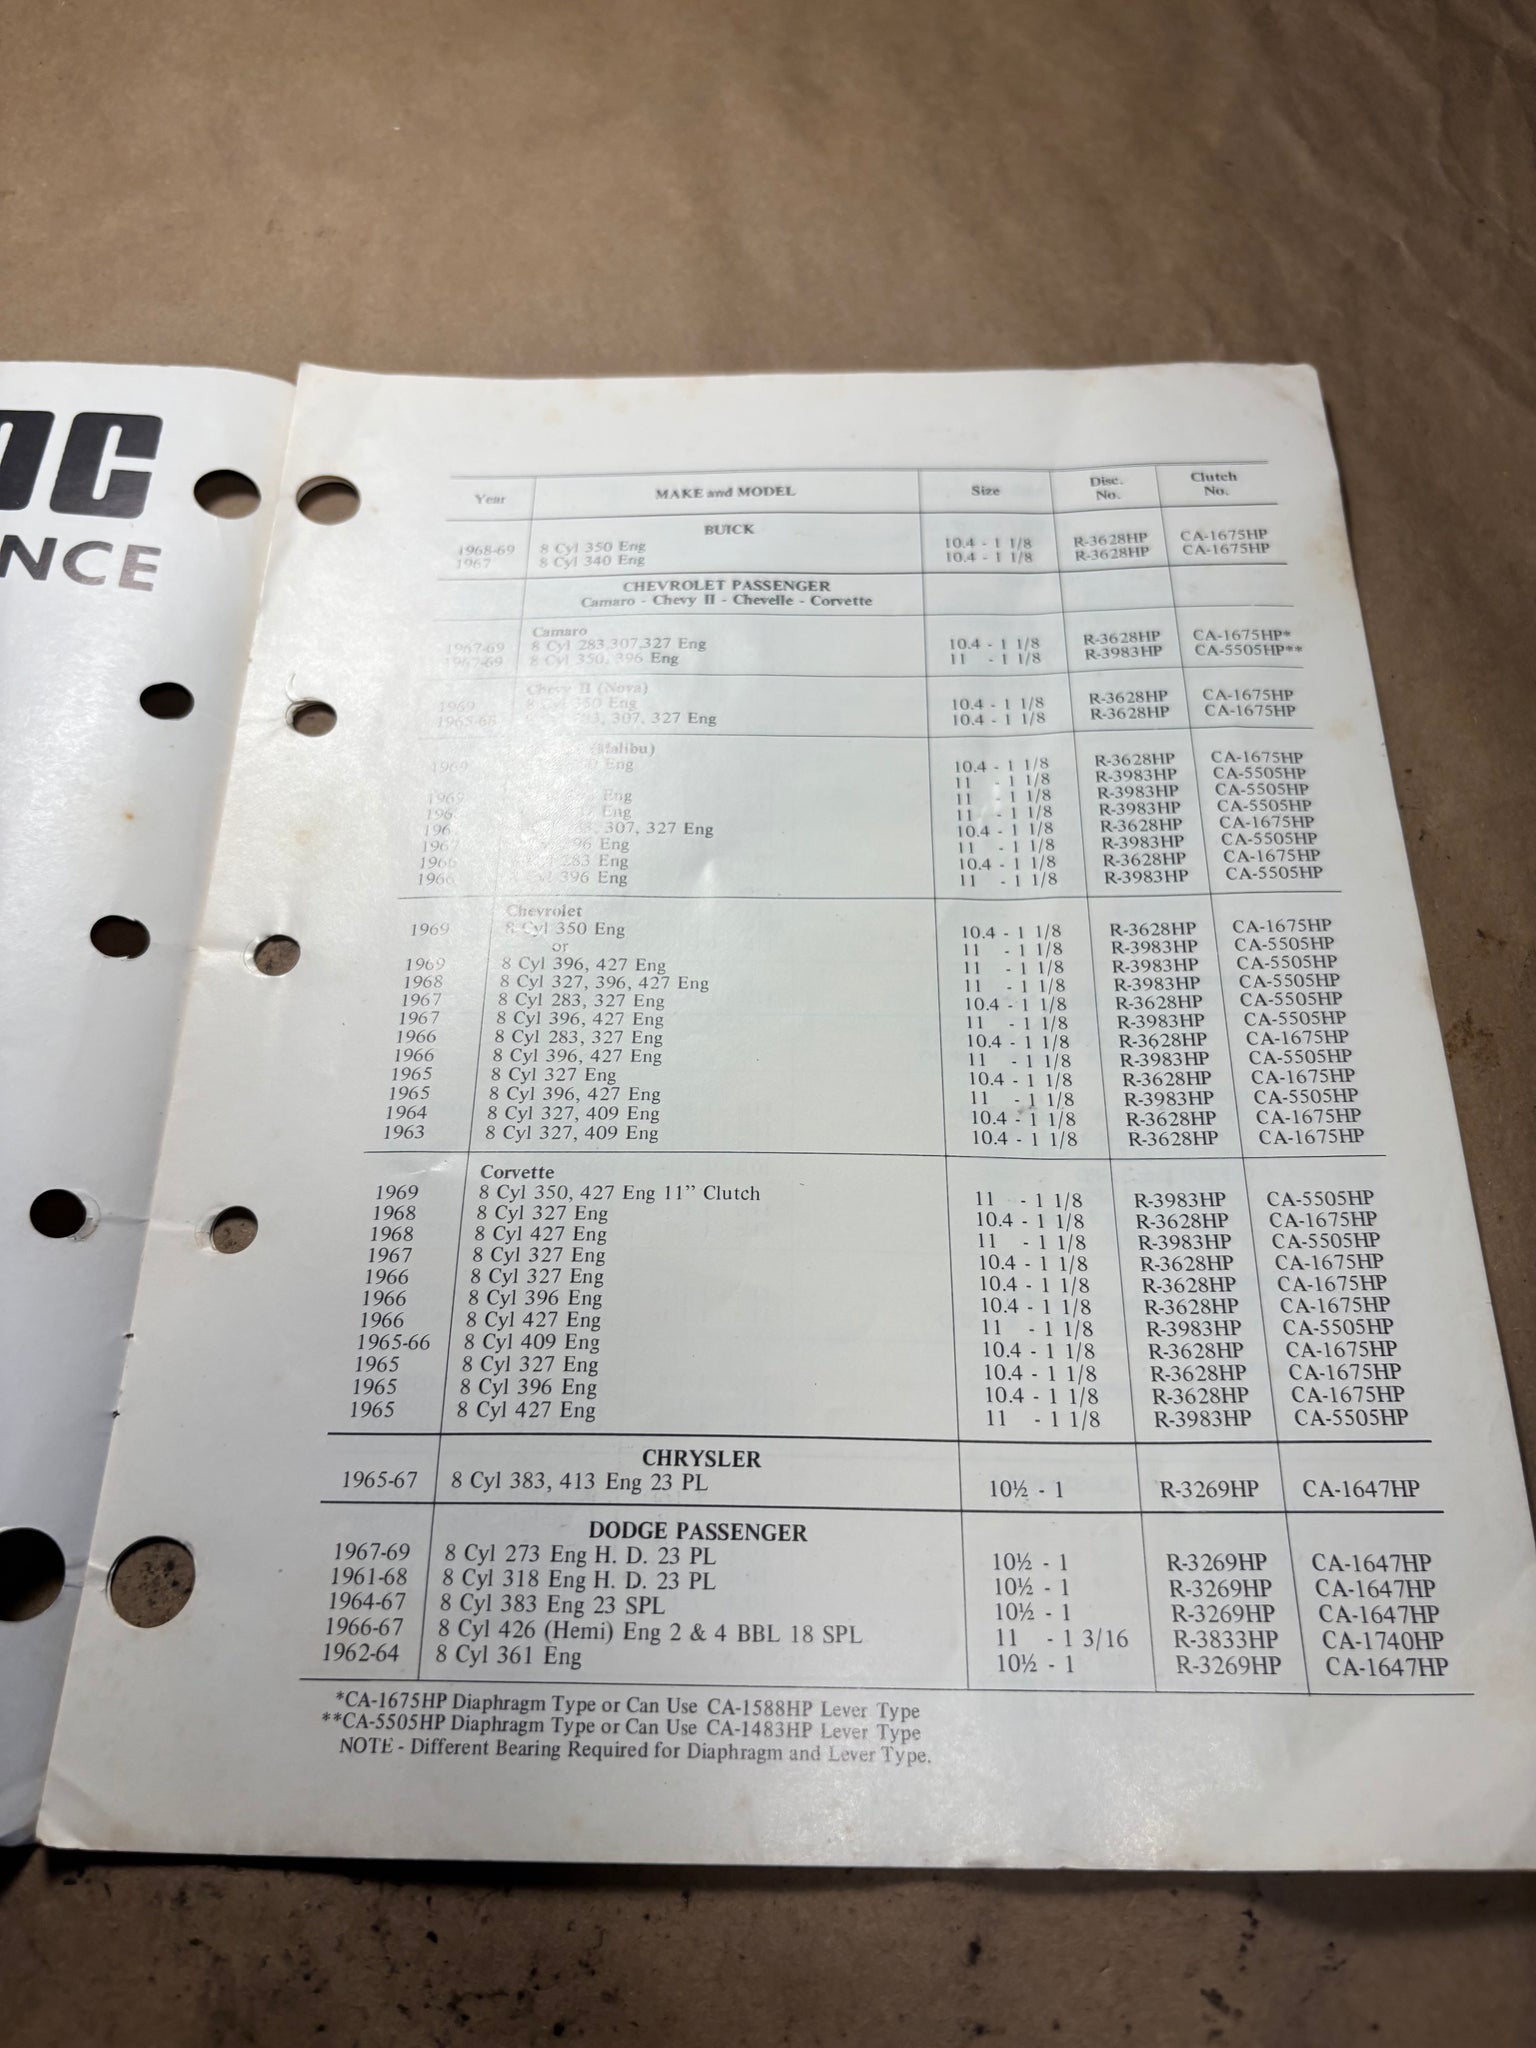 NCE
Year MAKE and MODEL Size Disc. No. Clutch No.
BUICK
1968-69 8 Cyl 350 Eng 10.4 - 1 1/8 R-3628HP CA-1675HP
1967 8 Cyl 340 Eng 10.4 - 1 1/8 R-3628HP CA-1675HP
CHEVROLET PASSENGER
Camaro - Chevy II - Chevelle - Corvette
Camaro
1967-69 8 Cyl 283,307,327 Eng 10.4 - 1 1/8 R-3628HP CA-1675HP*
1967-69 8 Cyl 350, 396 Eng 11 - 1 1/8 R-3983HP CA-5505HP**
Chevy II (Nova)
1969 350 Eng 10.4 - 1 1/8 R-3628HP CA-1675HP
1965-68 307, 327 Eng 10.4 - 1 1/8 R-3628HP CA-1675HP
(Malibu)
1969 Eng 10.4 - 1 1/8 R-3628HP CA-1675HP
11 - 1 1/8 R-3983HP CA-5505HP
1969 Eng 11 - 1 1/8 R-3983HP CA-5505HP
Eng 11 - 1 1/8 R-3983HP CA-5505HP
307, 327 Eng 10.4 - 1 1/8 R-3628HP CA-1675HP
1967 396 Eng 11 - 1 1/8 R-3983HP CA-5505HP
1966 283 Eng 10.4 - 1 1/8 R-3628HP CA-1675HP
1966 Cyl 396 Eng 11 - 1 1/8 R-3983HP CA-5505HP
Chevrolet
1969 8 Cyl 350 Eng 10.4 - 1 1/8 R-3628HP CA-1675HP
or 11 - 1 1/8 R-3983HP CA-5505HP
1969 8 Cyl 396, 427 Eng 11 - 1 1/8 R-3983HP CA-5505HP
1968 8 Cyl 327, 396, 427 Eng 11 - 1 1/8 R-3983HP CA-5505HP
1967 8 Cyl 283, 327 Eng 10.4 - 1 1/8 R-3628HP CA-5505HP
1967 8 Cyl 396, 427 Eng 11 - 1 1/8 R-3983HP CA-5505HP
1966 8 Cyl 283, 327 Eng 10.4 - 1 1/8 R-3628HP CA-1675HP
1966 8 Cyl 396, 427 Eng 11 - 1 1/8 R-3983HP CA-5505HP
1965 8 Cyl 327 Eng 10.4 - 1 1/8 R-3628HP CA-1675HP
1965 8 Cyl 396, 427 Eng 11 - 1 1/8 R-3983HP CA-5505HP
1964 8 Cyl 327, 409 Eng 10.4 - 1 1/8 R-3628HP CA-1675HP
1963 8 Cyl 327, 409 Eng 10.4 - 1 1/8 R-3628HP CA-1675HP
Corvette
1969 8 Cyl 350, 427 Eng 11" Clutch 11 - 1 1/8 R-3983HP CA-5505HP
1968 8 Cyl 327 Eng 10.4 - 1 1/8 R-3628HP CA-1675HP
1968 8 Cyl 427 Eng 11 - 1 1/8 R-3983HP CA-5505HP
1967 8 Cyl 327 Eng 10.4 - 1 1/8 R-3628HP CA-1675HP
1966 8 Cyl 327 Eng 10.4 - 1 1/8 R-3628HP CA-1675HP
1966 8 Cyl 396 Eng 10.4 - 1 1/8 R-3628HP CA-1675HP
1966 8 Cyl 427 Eng 11 - 1 1/8 R-3983HP CA-5505HP
1965-66 8 Cyl 409 Eng 10.4 - 1 1/8 R-3628HP CA-1675HP
1965 8 Cyl 327 Eng 10.4 - 1 1/8 R-3628HP CA-1675HP
1965 8 Cyl 396 Eng 10.4 - 1 1/8 R-3628HP CA-1675HP
1965 8 Cyl 427 Eng 11 - 1 1/8 R-3983HP CA-5505HP
CHRYSLER
1965-67 8 Cyl 383, 413 Eng 23 PL 10½ - 1 R-3269HP CA-1647HP
DODGE PASSENGER
1967-69 8 Cyl 273 Eng H. D. 23 PL 10½ - 1 R-3269HP CA-1647HP
1961-68 8 Cyl 318 Eng H. D. 23 PL 10½ - 1 R-3269HP CA-1647HP
1964-67 8 Cyl 383 Eng 23 SPL 10½ - 1 R-3269HP CA-1647HP
1966-67 8 Cyl 426 (Hemi) Eng 2 & 4 BBL 18 SPL 11 - 1 3/16 R-3833HP CA-1740HP
1962-64 8 Cyl 361 Eng 10½ - 1 R-3269HP CA-1647HP
*CA-1675HP Diaphragm Type or Can Use CA-1588HP Lever Type
**CA-5505HP Diaphragm Type or Can Use CA-1483HP Lever Type
NOTE - Different Bearing Required for Diaphragm and Lever Type.